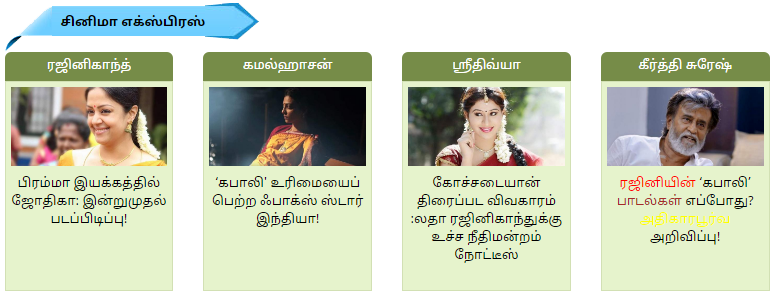 சினிமா எக்ஸ்பிரஸ்
ரஜினிகாந்த்
பிரம்மா இயக்கத்தில்
ஜோதிகா: இன்றுமுதல்
படப்பிடிப்பு!
கமல்ஹாசன்
‘கபாலி’ உரிமையைப்
பெற்ற ஃபாக்ஸ் ஸ்டார்
இந்தியா!
ஸ்ரீதிவ்யா
கோச்சடையான்
திரைப்பட விவகாரம்
:லதா ரஜினிகாந்துக்கு
உச்ச நீதிமன்றம்
நோட்டீஸ்
கீர்த்தி சுரேஷ்
ரஜினியின் ‘கபாலி’
பாடல்கள் எப்போது?
அதிகாரபூர்வ
அறிவிப்பு!